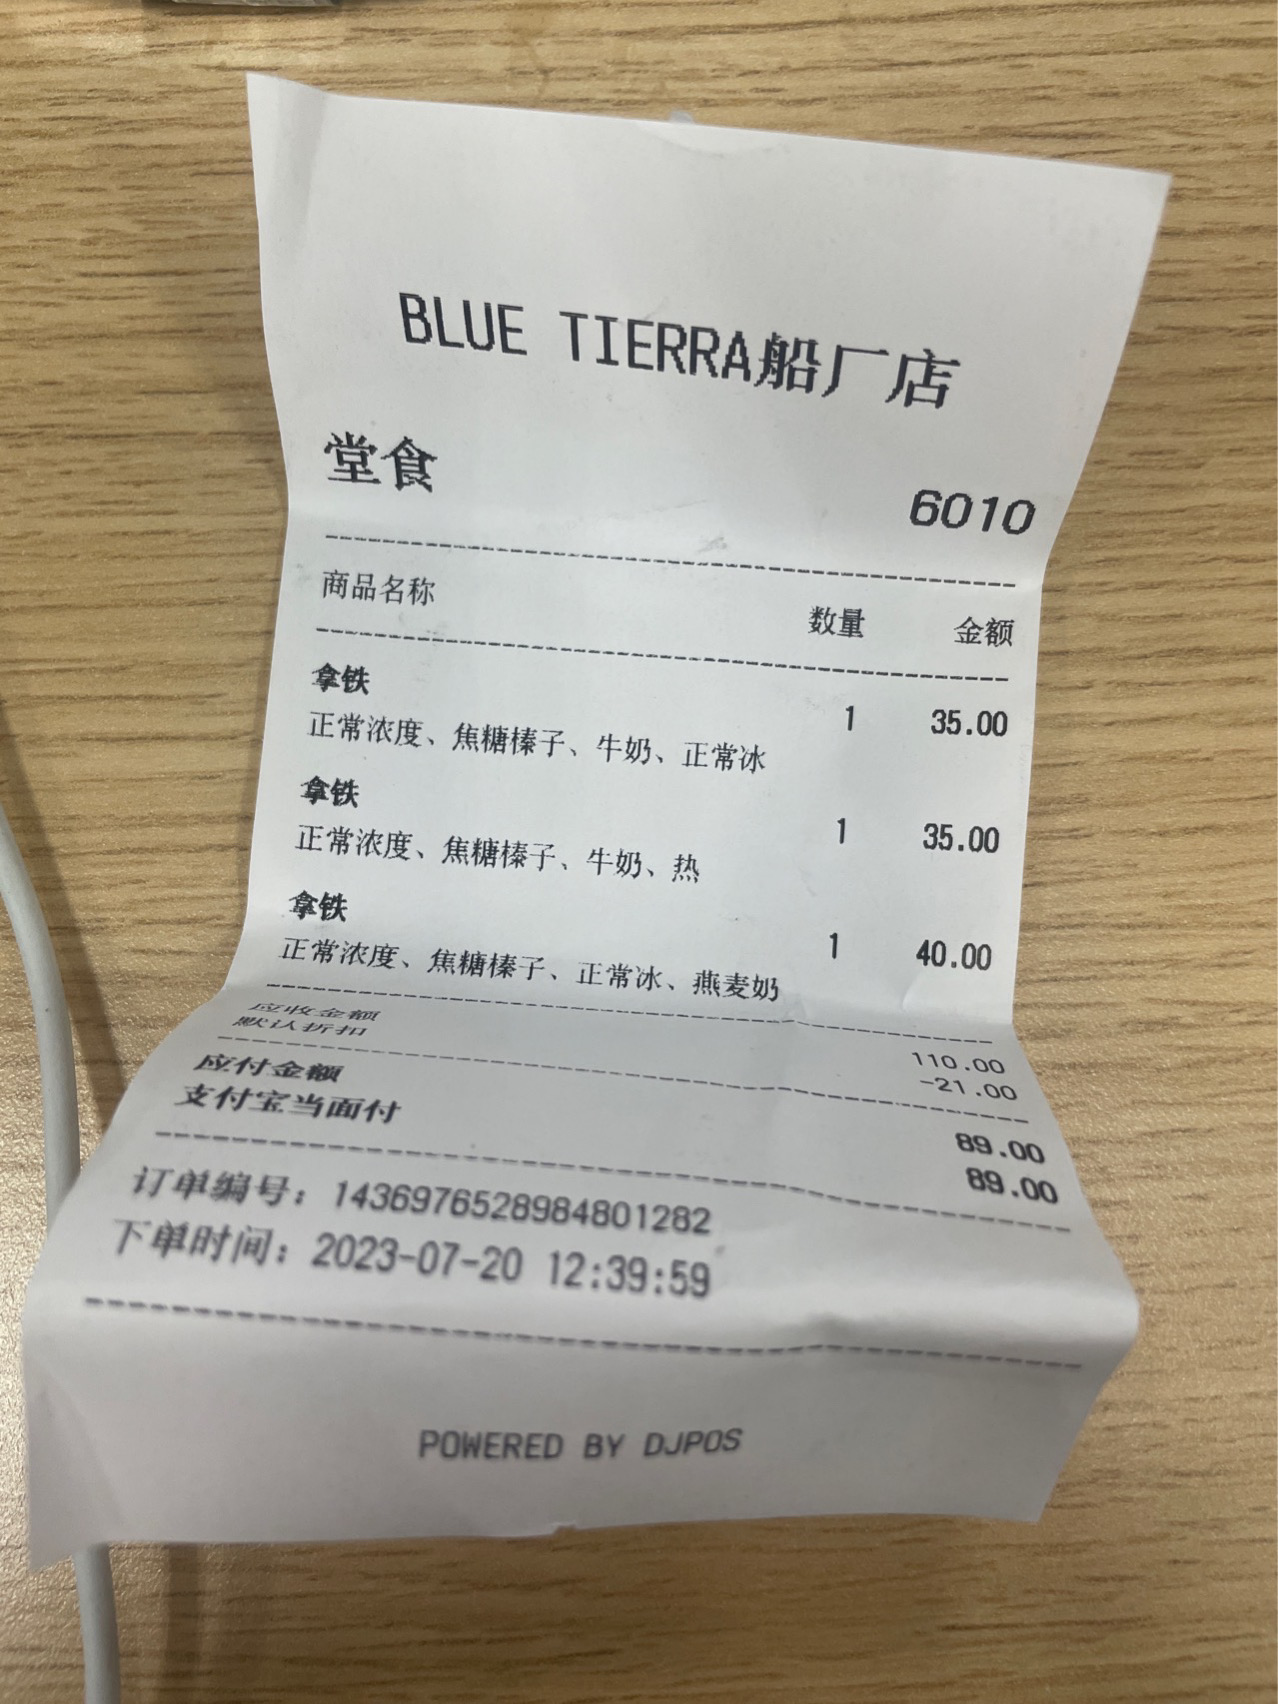 BLUE TIERRA船厂店
堂食 6010
商品名称 数量 金额
拿铁 1 35.00
正常浓度、焦糖榛子、牛奶、正常冰
拿铁 1 35.00
正常浓度、焦糖榛子、牛奶、热
拿铁 1 40.00
正常浓度、焦糖榛子、正常冰、燕麦奶
应收金额 110.00
默认折扣 -21.00
应付金额 89.00
支付宝当面付 89.00
订单编号：1436976528984801282
下单时间：2023-07-20 12:39:59
POWERED BY DJPOS